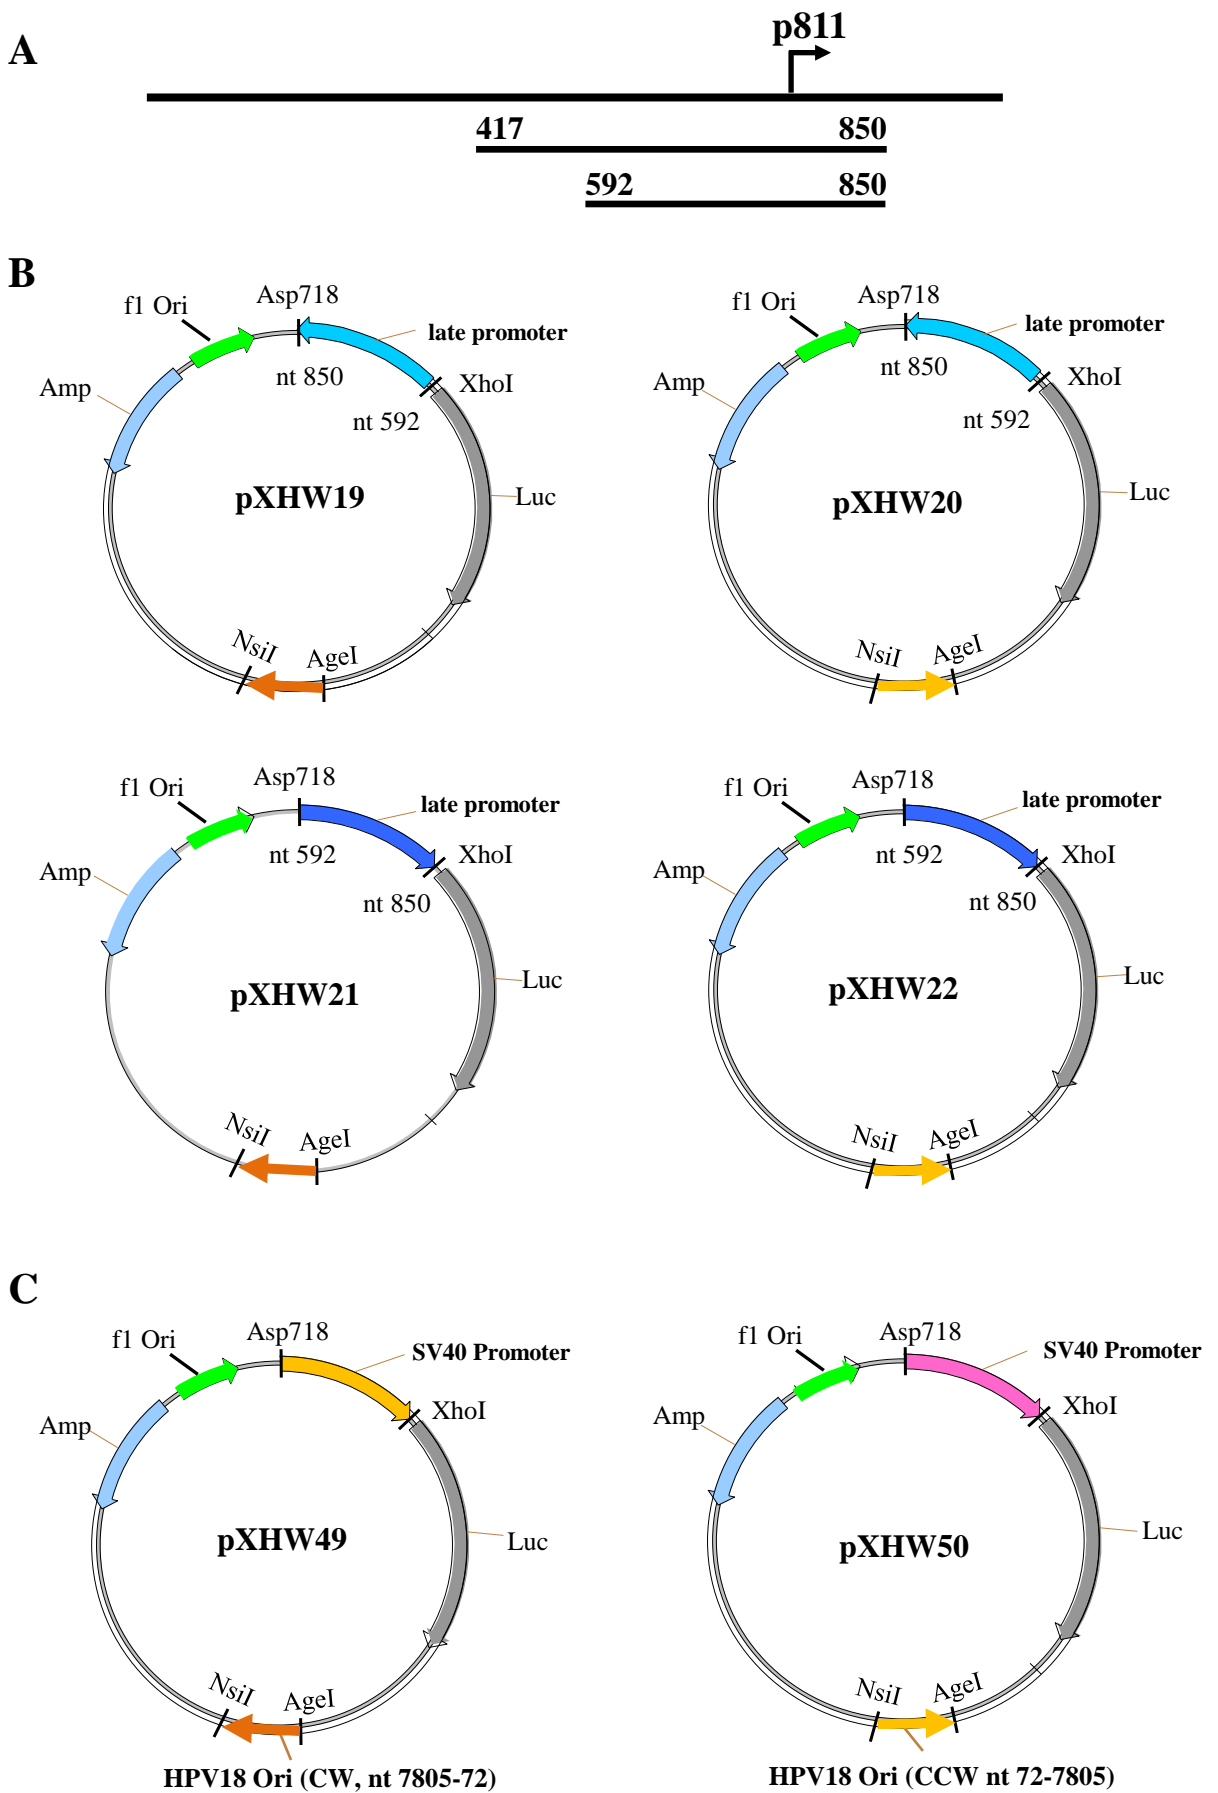 A
p811
417 850
592 850
B
f1 Ori
Asp718
late promoter
nt 850
XhoI
Amp
nt 592
pXHW19
Luc
NsiI
AgeI
f1 Ori
Asp718
late promoter
nt 850
XhoI
Amp
nt 592
pXHW20
Luc
NsiI
AgeI
f1 Ori
Asp718
late promoter
nt 592
XhoI
Amp
nt 850
pXHW21
Luc
NsiI
AgeI
f1 Ori
Asp718
late promoter
nt 592
XhoI
Amp
nt 850
pXHW22
Luc
NsiI
AgeI
C
f1 Ori
Asp718
SV40 Promoter
XhoI
Amp
pXHW49
Luc
NsiI
AgeI
HPV18 Ori (CW, nt 7805-72)
f1 Ori
Asp718
SV40 Promoter
XhoI
Amp
pXHW50
Luc
NsiI
AgeI
HPV18 Ori (CCW nt 72-7805)